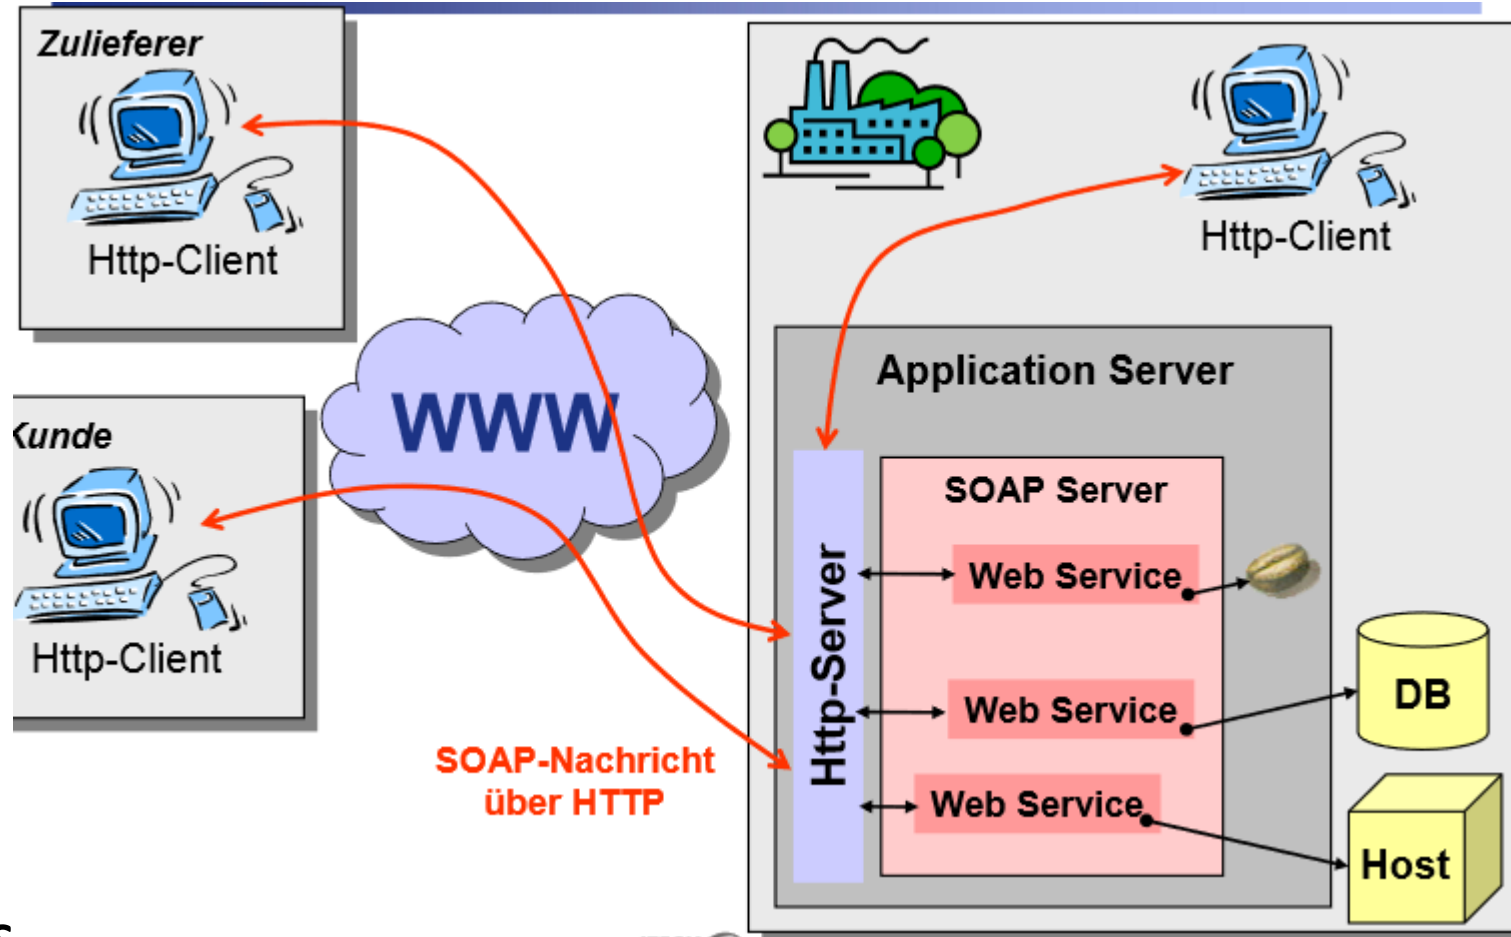 Zulieferer
Http-Client
Http-Client
WWW
Application Server
Kunde
SOAP Server
Web Service
Http-Server
Http-Client
Web Service
DB
SOAP-Nachricht
über HTTP
Web Service
Host